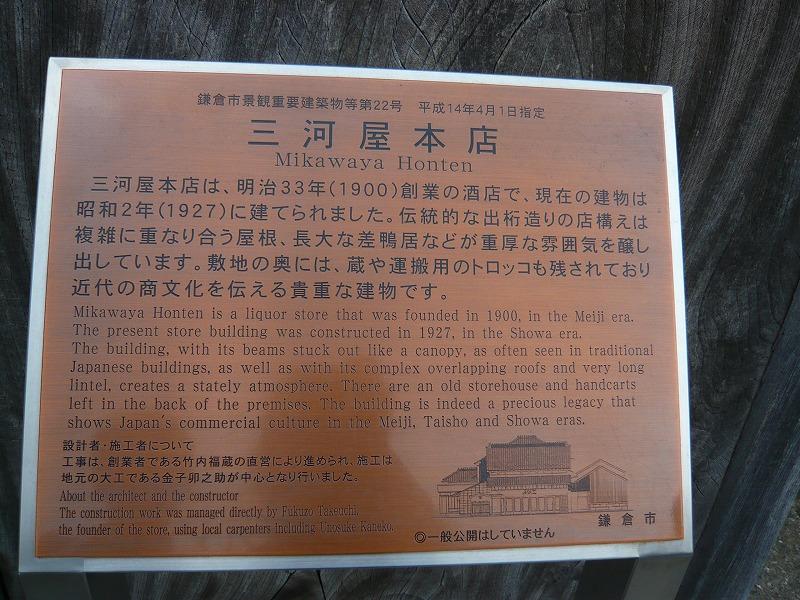 鎌倉市景観重要建築物等第22号　平成14年4月1日指定
三河屋本店
Mikawaya Honten
三河屋本店は、明治33年(1900)創業の酒店で、現在の建物は
昭和2年(1927)に建てられました。伝統的な出桁造りの店構えは
複雑に重なり合う屋根、長大な差鴨居などが重厚な雰囲気を醸し
出しています。敷地の奥には、蔵や運搬用のトロッコも残されており
近代の商文化を伝える貴重な建物です。
Mikawaya Honten is a liquor store that was founded in 1900, in the Meiji era.
The present store building was constructed in 1927, in the Showa era.
The building, with its beams stuck out like a canopy, as often seen in traditional
Japanese buildings, as well as with its complex overlapping roofs and very long
lintel, creates a stately atmosphere. There are an old storehouse and handcarts
left in the back of the premises. The building is indeed a precious legacy that
shows Japan's commercial culture in the Meiji, Taisho and Showa eras.
設計者・施工者について
工事は、創業者である竹内福蔵の直営により進められ、施工は
地元の大工である金子卯之助が中心となり行いました。
About the architect and the constructor
The construction work was managed directly by Fukuzo Takeuchi,
the founder of the store, using local carpenters including Unosuke Kaneko.
鎌倉市
◎一般公開はしていません